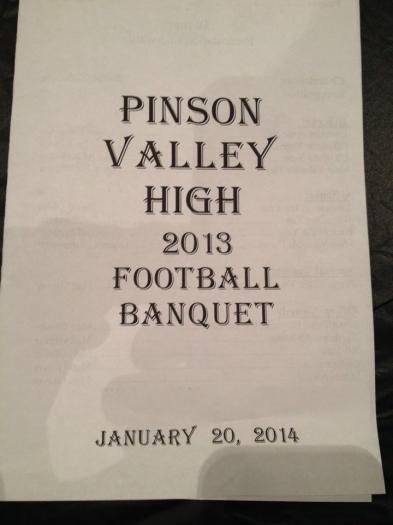 PINSON
VALLEY
HIGH
2013
FOOTBALL
BANQUET
JANUARY 20, 2014